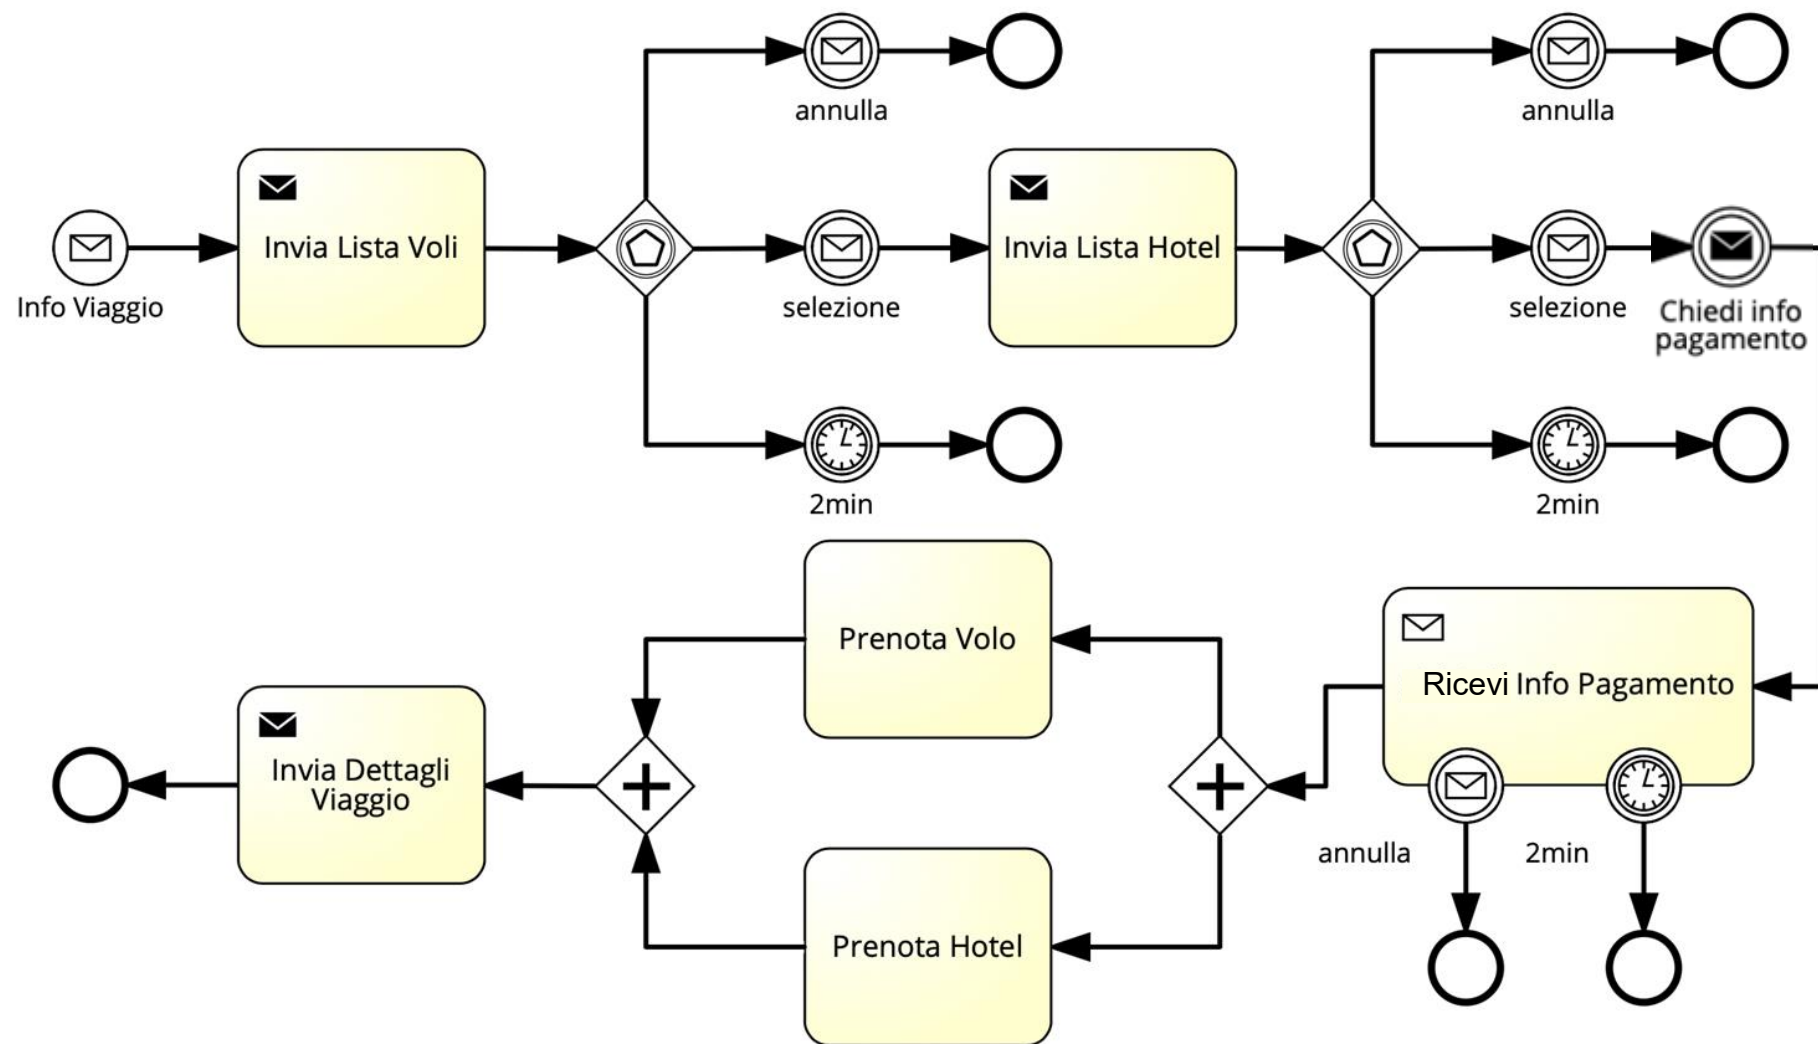 annulla
annulla
Invia Lista Voli
Invia Lista Hotel
Info Viaggio
selezione
selezione
Chiedi info
pagamento
2min
2min
Prenota Volo
Ricevi Info Pagamento
Invia Dettagli
Viaggio
annulla
2min
Prenota Hotel